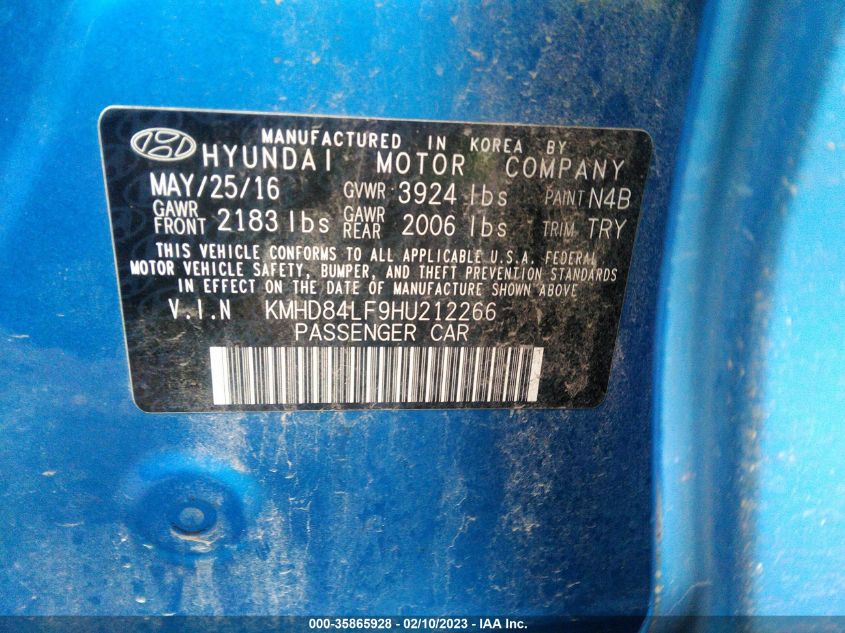 MANUFACTURED IN KOREA BY
HYUNDAI MOTOR COMPANY
MAY/25/16 GVWR 3924 lbs PAINT N4B
GAWR FRONT 2183 lbs GAWR REAR 2006 lbs TRIM TRY
THIS VEHICLE CONFORMS TO ALL APPLICABLE U.S.A. FEDERAL
MOTOR VEHICLE SAFETY, BUMPER, AND THEFT PREVENTION STANDARDS
IN EFFECT ON THE DATE OF MANUFACTURE SHOWN ABOVE.
V.I.N KMHD84LF9HU212266
PASSENGER CAR
000-35865928 - 02/10/2023 - IAA Inc.